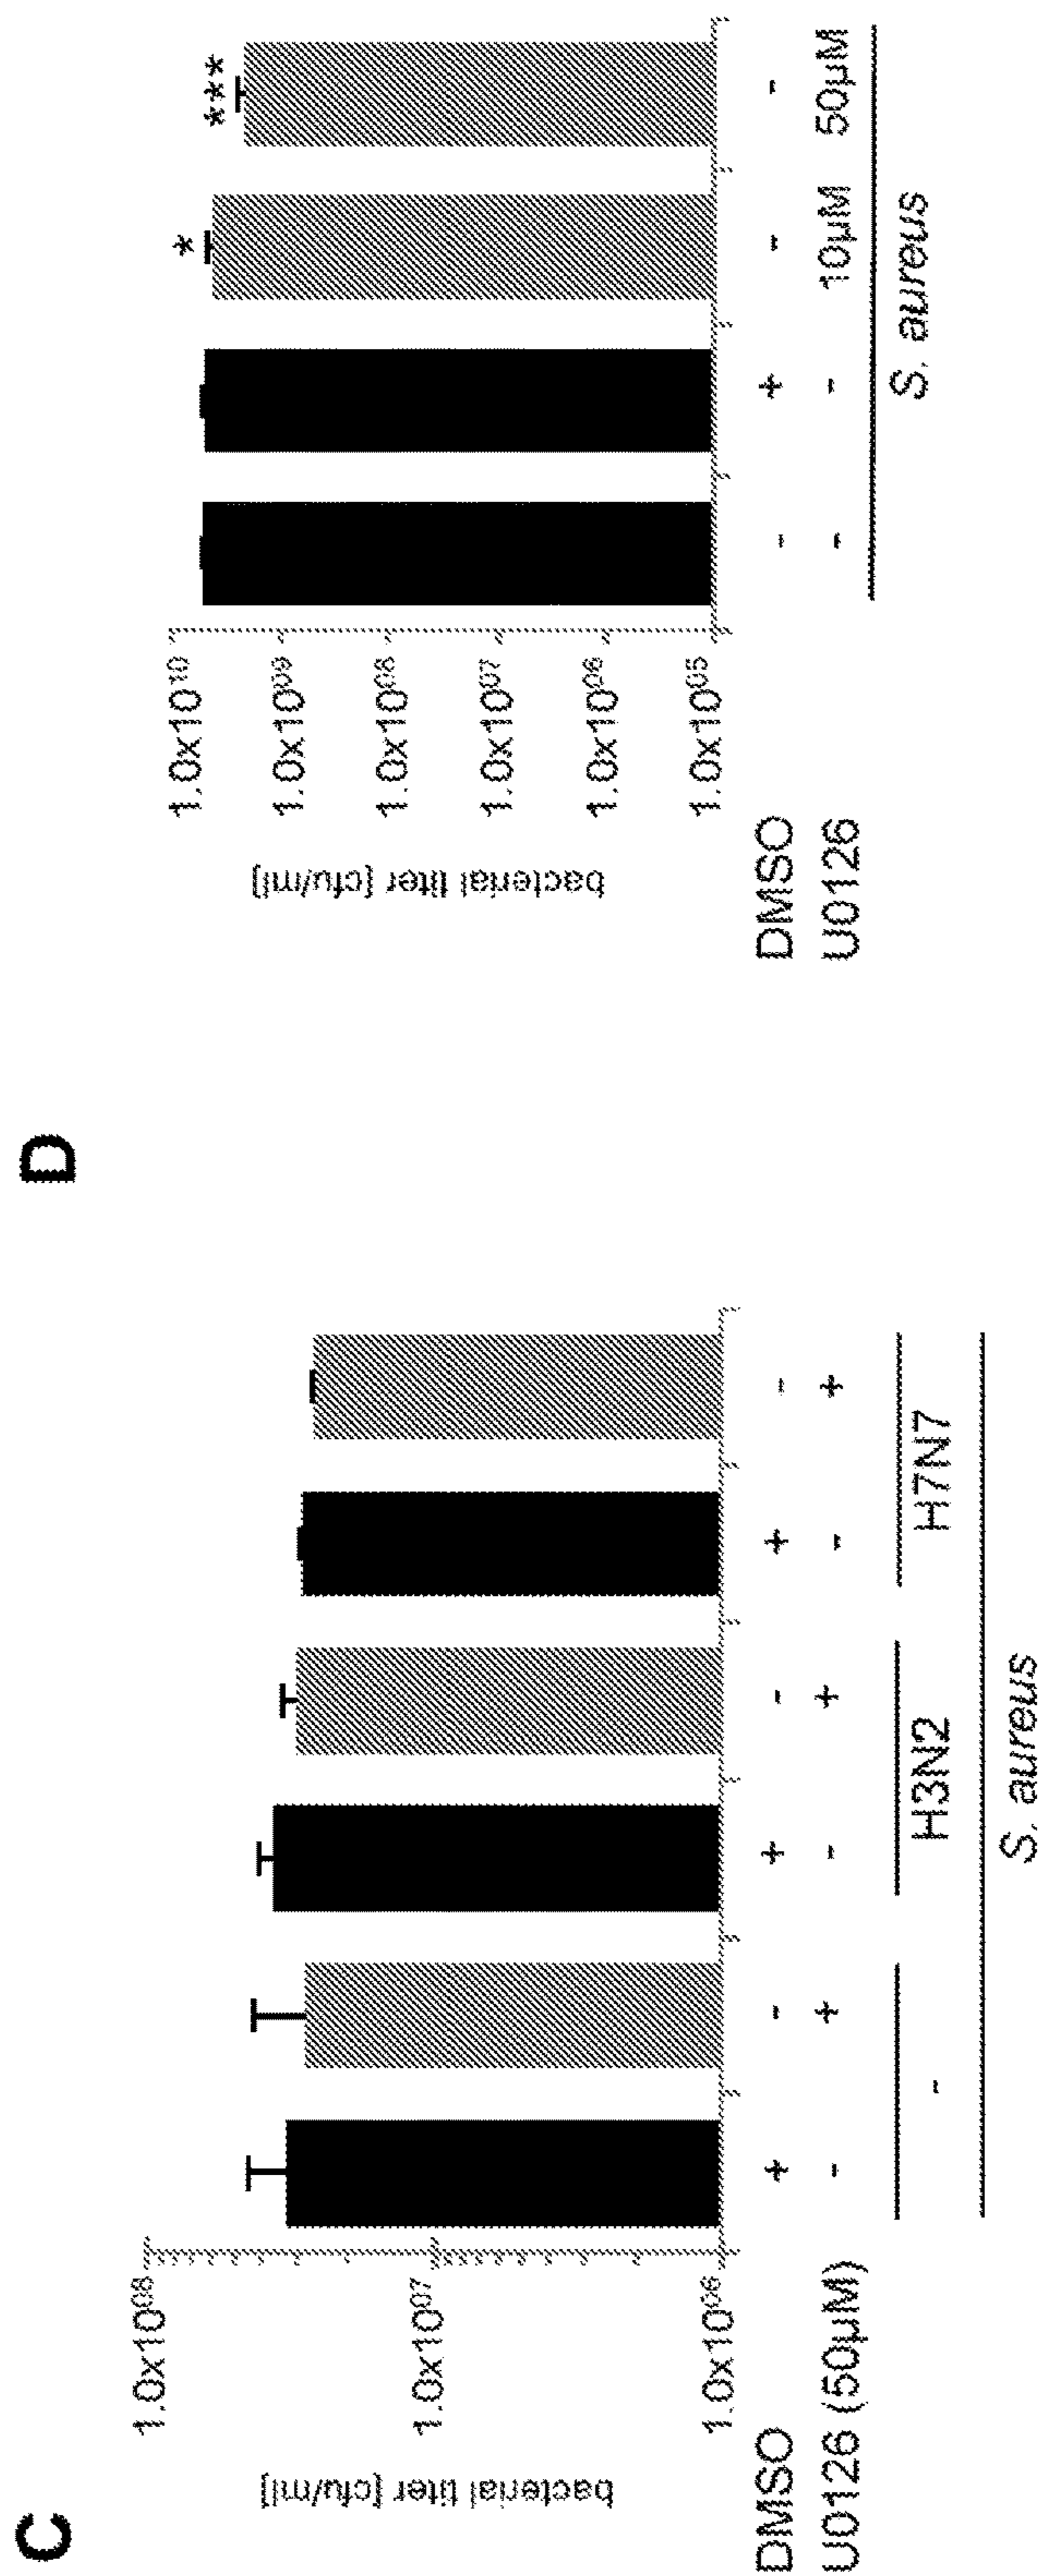 C
bacterial titer [cfu/ml]
1.0x10^08
1.0x10^07
1.0x10^06
DMSO + - + - + -
U0126 (50µM) - + - + - +
- H3N2 H7N7
S. aureus
D
bacterial titer [cfu/ml]
1.0x10^10
1.0x10^09
1.0x10^08
1.0x10^07
1.0x10^06
1.0x10^05
* ***
DMSO - + - -
U0126 - - 10µM 50µM
S. aureus